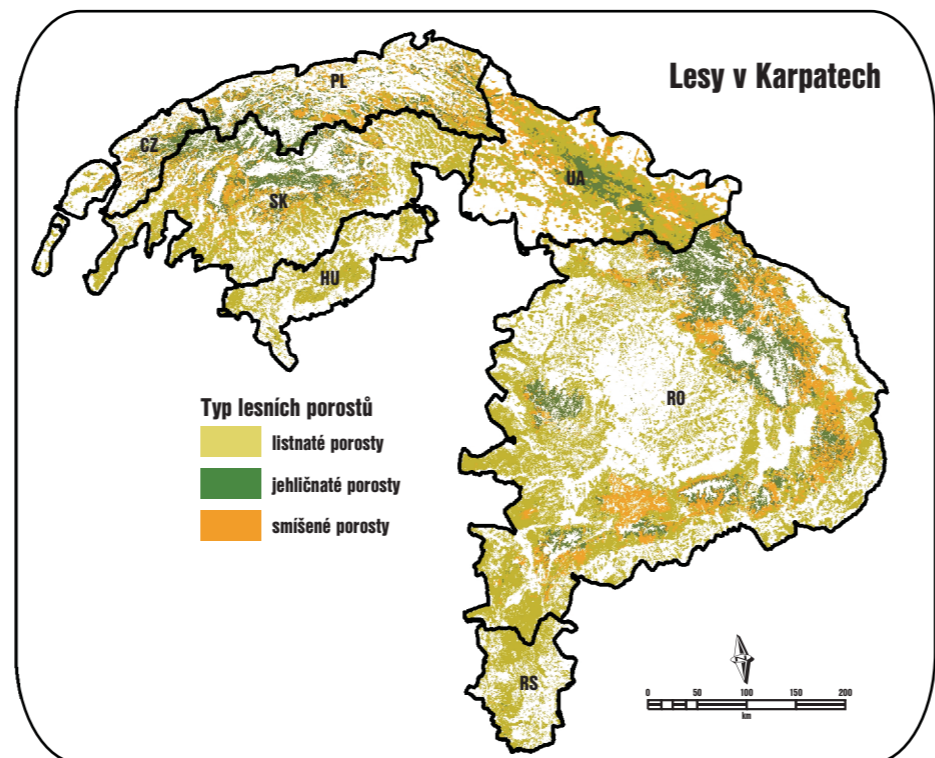 Lesy v Karpatech
PL
CZ
SK
UA
HU
RO
RS
Typ lesních porostů
listnaté porosty
jehličnaté porosty
smíšené porosty
0 50 100 150 200
km